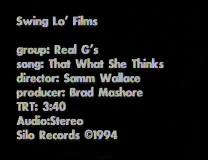 Swing Lo' Films
group: Real G's
song: That What She Thinks
director: Samm Wallace
producer: Brad Mashore
TRT: 3:40
Audio:Stereo
Silo Records ©1994